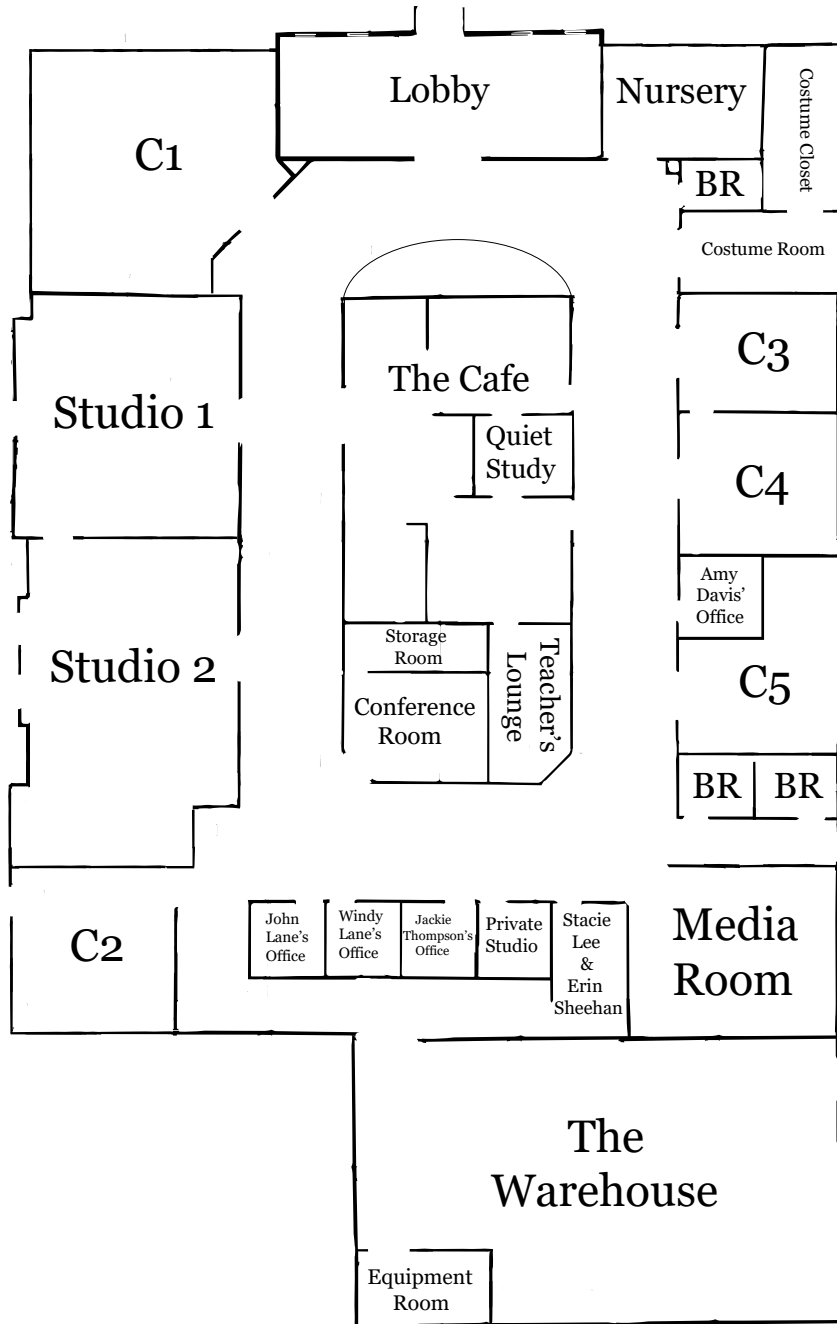 Lobby
Nursery
Costume Closet
C1
BR
Costume Room
C3
The Cafe
Studio 1
Quiet
Study
C4
Amy
Davis'
Office
Storage
Room
Teacher's
Lounge
Studio 2
C5
Conference
Room
BR
BR
C2
John
Lane's
Office
Windy
Lane's
Office
Jackie
Thompson's
Office
Private
Studio
Stacie
Lee
&
Erin
Sheehan
Media
Room
The
Warehouse
Equipment
Room